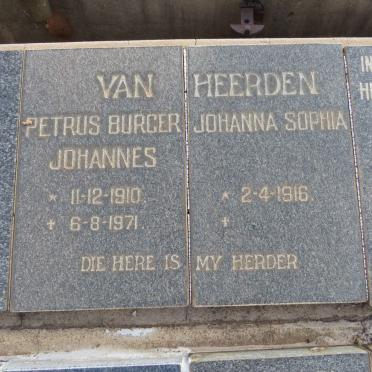 VAN HEERDEN
PETRUS BURGER
JOHANNES
* 11-12-1910.
+ 6-8-1971.
JOHANNA SOPHIA
* 2-4-1916.
+
DIE HERE IS MY HERDER